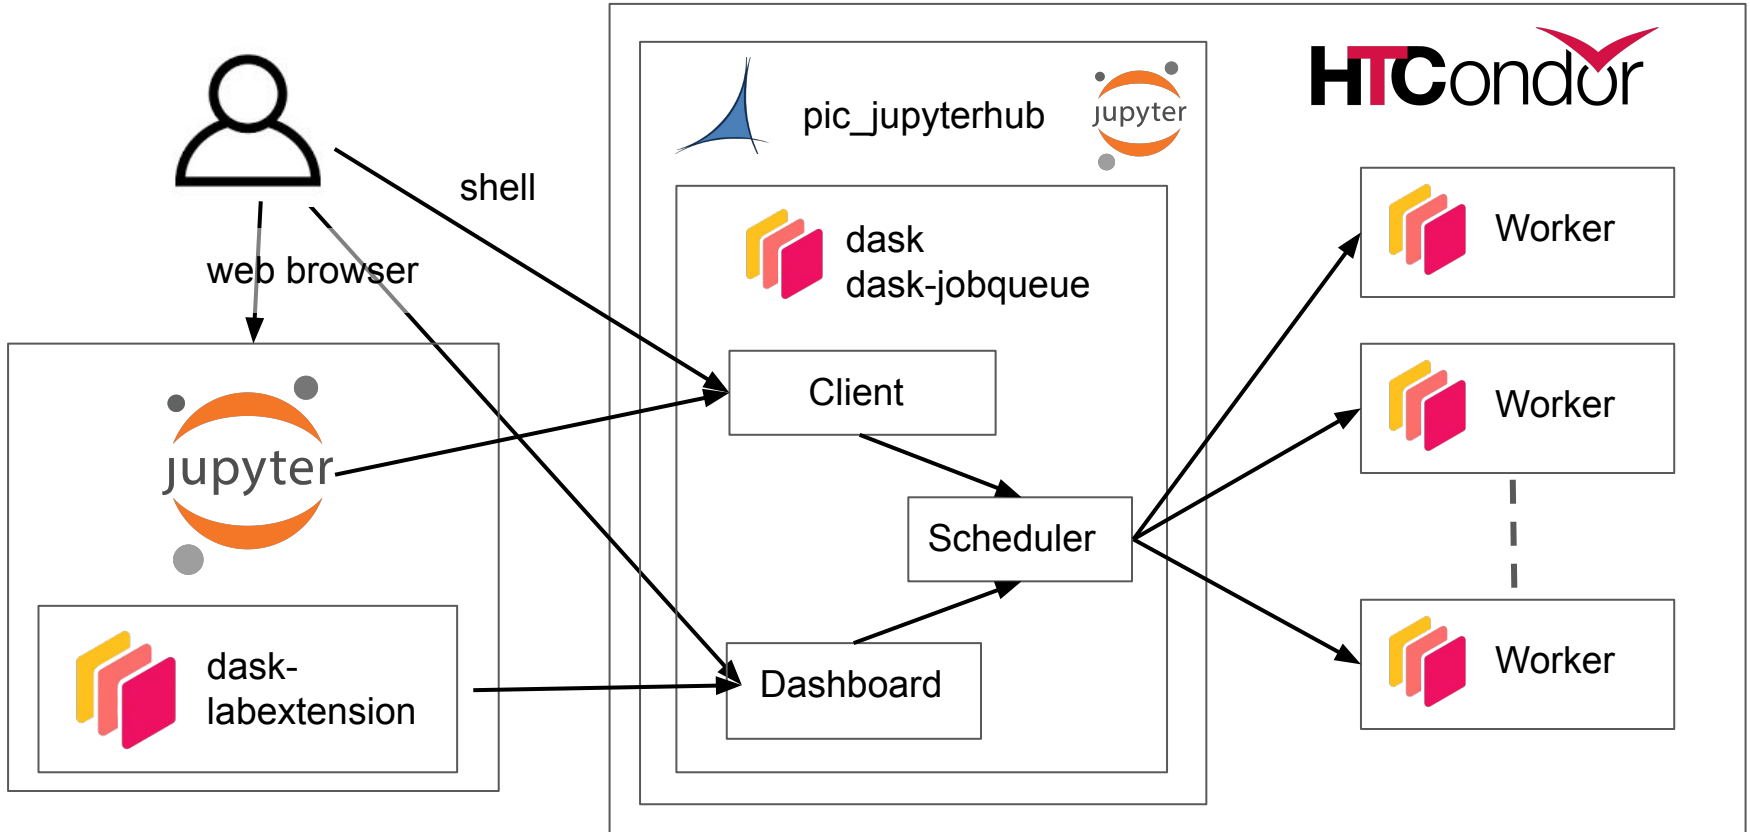 HTCondor
pic_jupyterhub
jupyter
shell
web browser
dask
dask-jobqueue
Worker
Client
Worker
jupyter
Scheduler
dask-
labextension
Dashboard
Worker